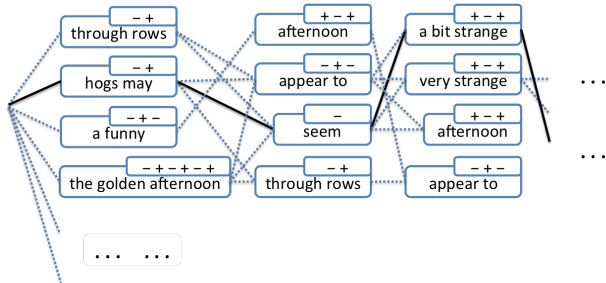 − +
through rows
− +
hogs may
− + −
a funny
− + − + − +
the golden afternoon
... ...
+ − +
afternoon
− + −
appear to
−
seem
− +
through rows
+ − +
a bit strange
+ − +
very strange
+ − +
afternoon
− + −
appear to
...
...